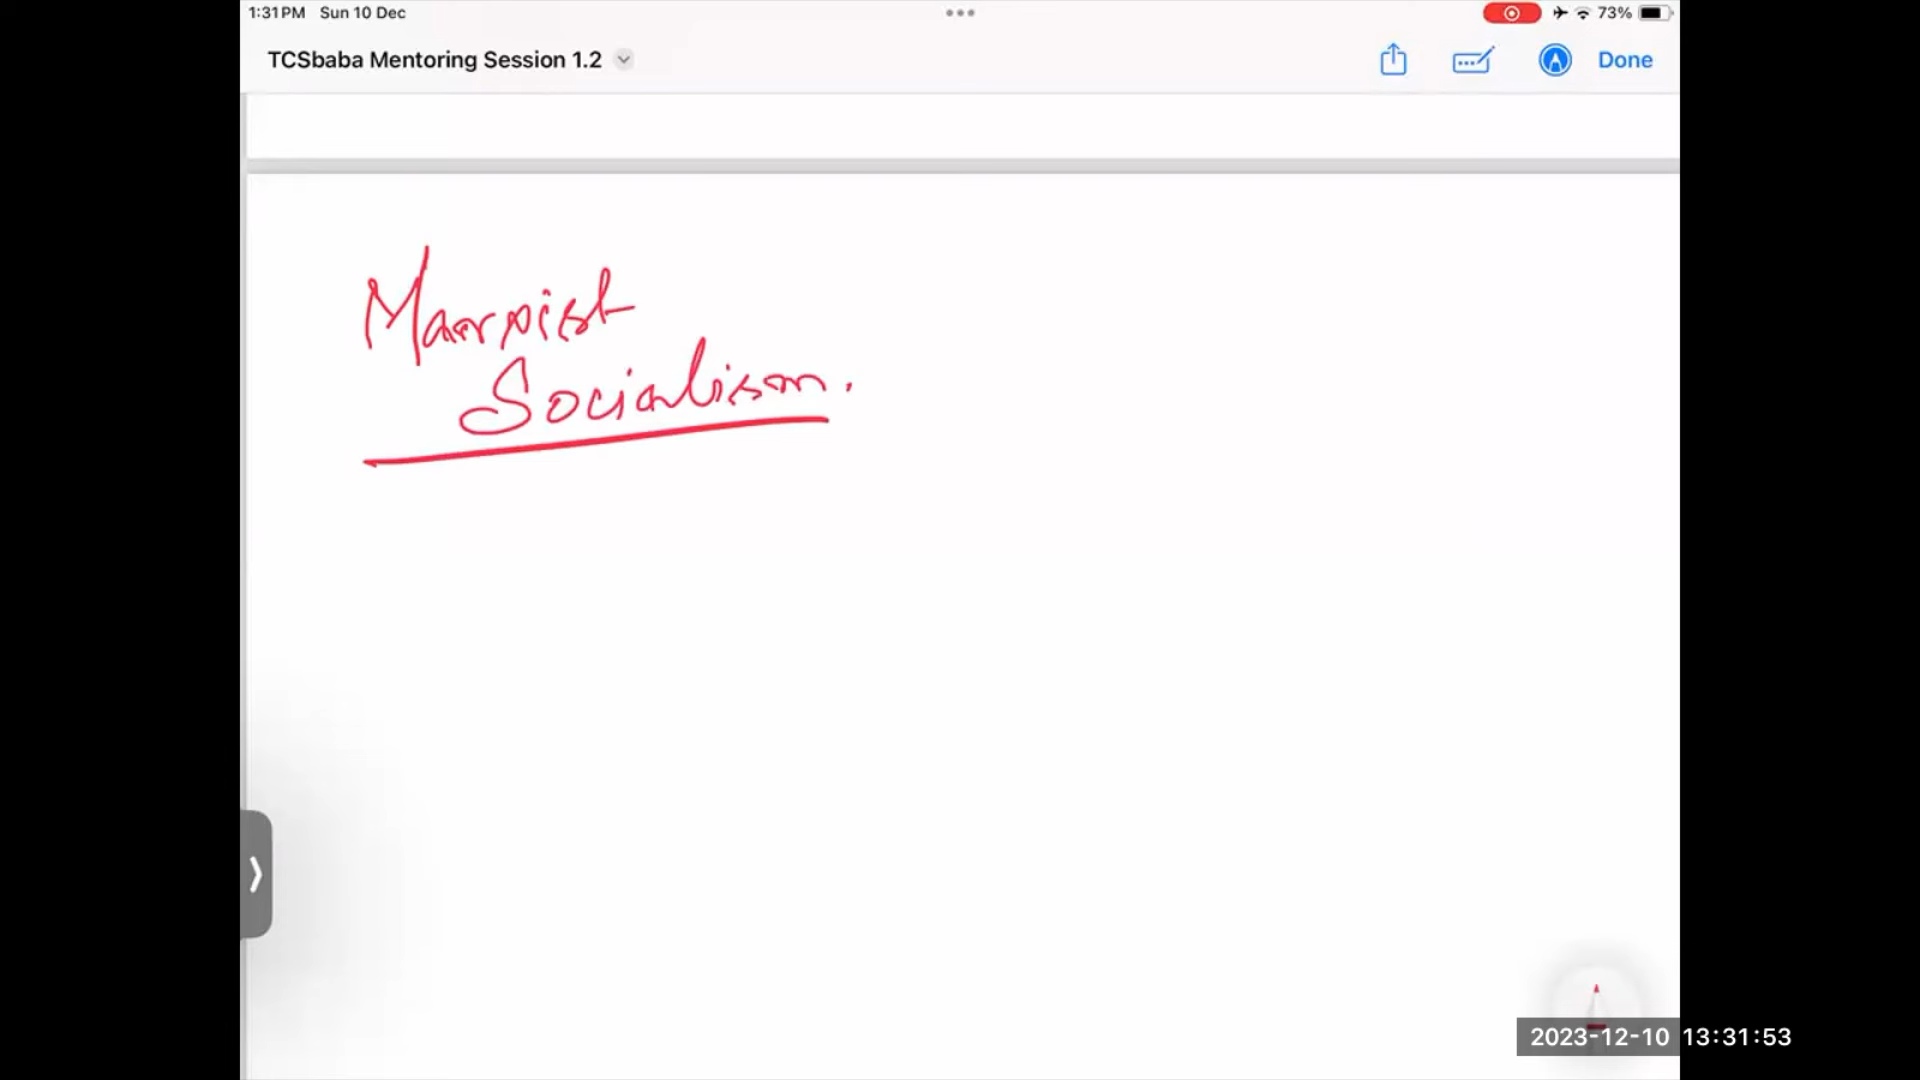 1:31 PM Sun 10 Dec
73%
TCSbaba Mentoring Session 1.2
Done
Marxist
Socialism.
2023-12-10 13:31:53